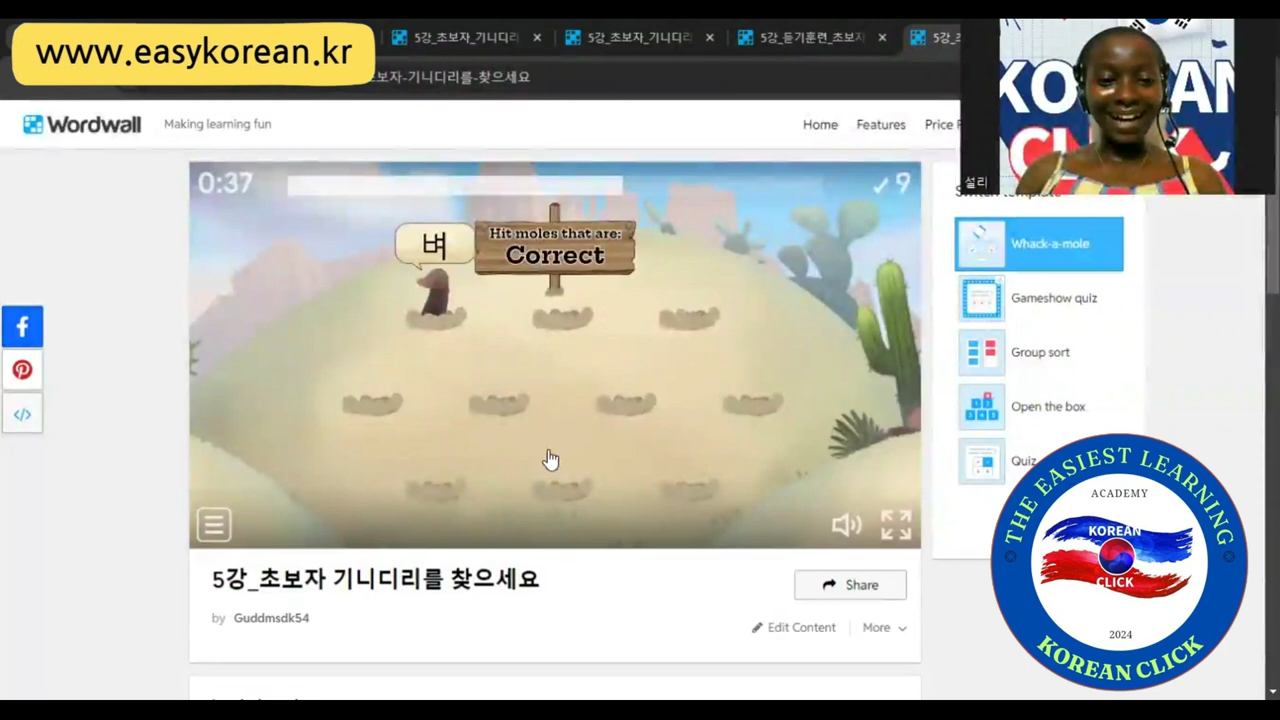 www.easykorean.kr
5강_초보자_기니디리
5강_초보자_기니디리
5강_듣기훈련_초보자
5강_초
초보자-기니디리를-찾으세요
Wordwall
Making learning fun
Home
Features
Price
KOREAN
CLICK
설리
0:37
✓ 9
벼
Hit moles that are:
Correct
Switch template
Whack-a-mole
Gameshow quiz
Group sort
Open the box
Quiz
5강_초보자 기니디리를 찾으세요
Share
by Guddmsdk54
Edit Content
More
THE EASIEST LEARNING
ACADEMY
KOREAN
CLICK
2024
KOREAN CLICK